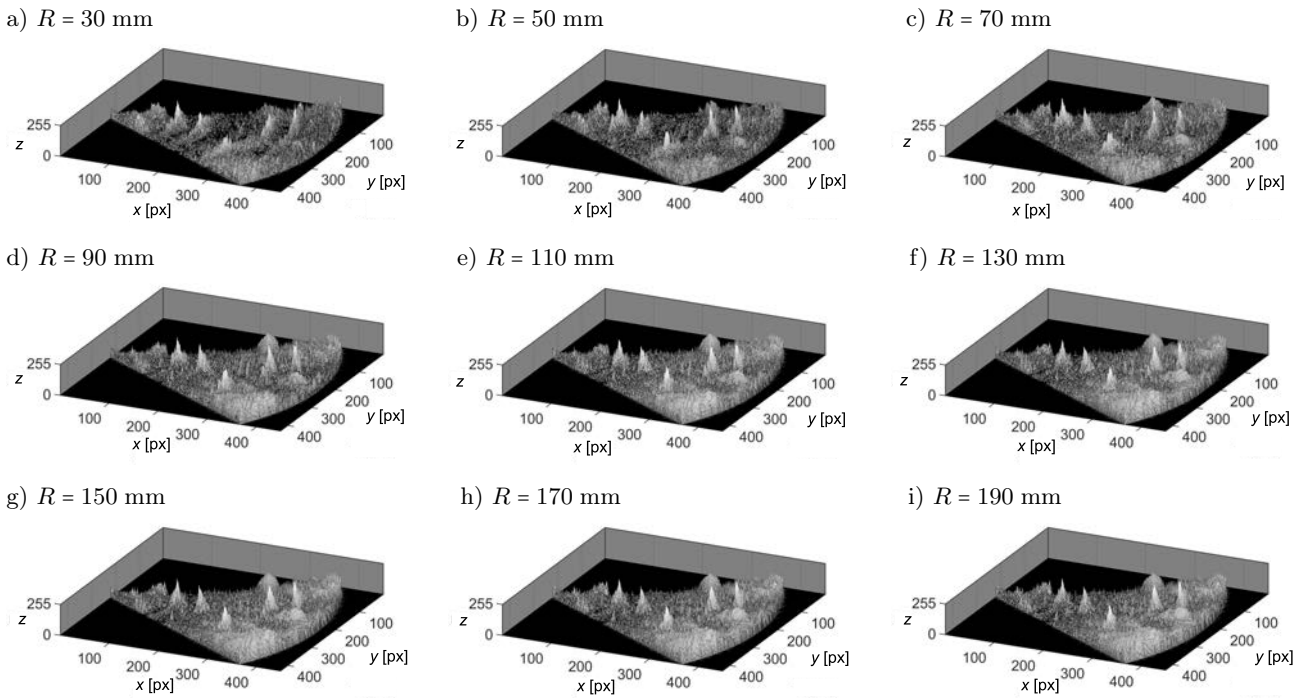 a) R = 30 mm
b) R = 50 mm
c) R = 70 mm
255
z
0
100
200
300
400
x [px]
100
200
300
400
y [px]
255
z
0
100
200
300
400
x [px]
100
200
300
400
y [px]
255
z
0
100
200
300
400
x [px]
100
200
300
400
y [px]
d) R = 90 mm
e) R = 110 mm
f) R = 130 mm
255
z
0
100
200
300
400
x [px]
100
200
300
400
y [px]
255
z
0
100
200
300
400
x [px]
100
200
300
400
y [px]
255
z
0
100
200
300
400
x [px]
100
200
300
400
y [px]
g) R = 150 mm
h) R = 170 mm
i) R = 190 mm
255
z
0
100
200
300
400
x [px]
100
200
300
400
y [px]
255
z
0
100
200
300
400
x [px]
100
200
300
400
y [px]
255
z
0
100
200
300
400
x [px]
100
200
300
400
y [px]